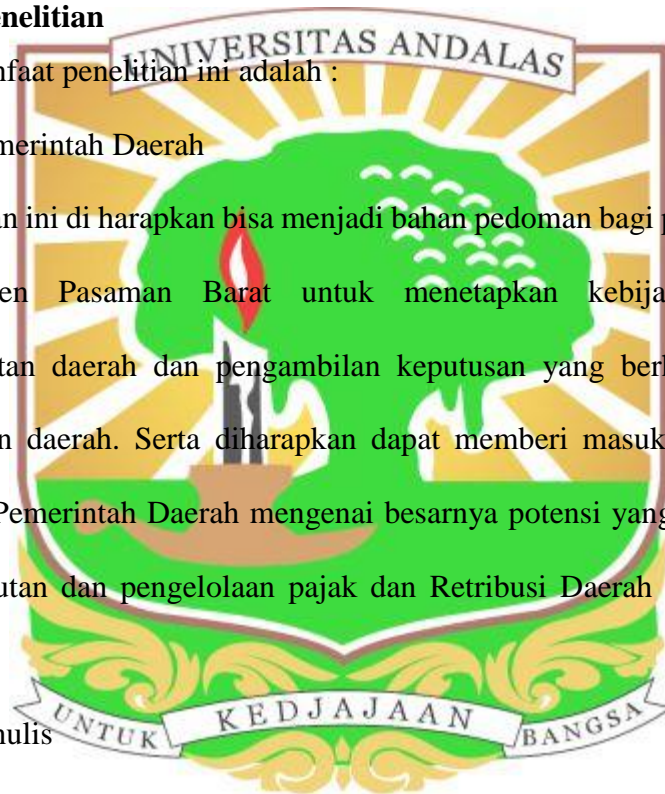 enelitian
UNIVERSITAS ANDALAS
nfaat penelitian ini adalah :
merintah Daerah
an ini di harapkan bisa menjadi bahan pedoman bagi p
en Pasaman Barat untuk menetapkan kebija
tan daerah dan pengambilan keputusan yang berl
n daerah. Serta diharapkan dapat memberi masuk
Pemerintah Daerah mengenai besarnya potensi yang
utan dan pengelolaan pajak dan Retribusi Daerah
nulis
UNTUK KEDJAJAAN BANGSA